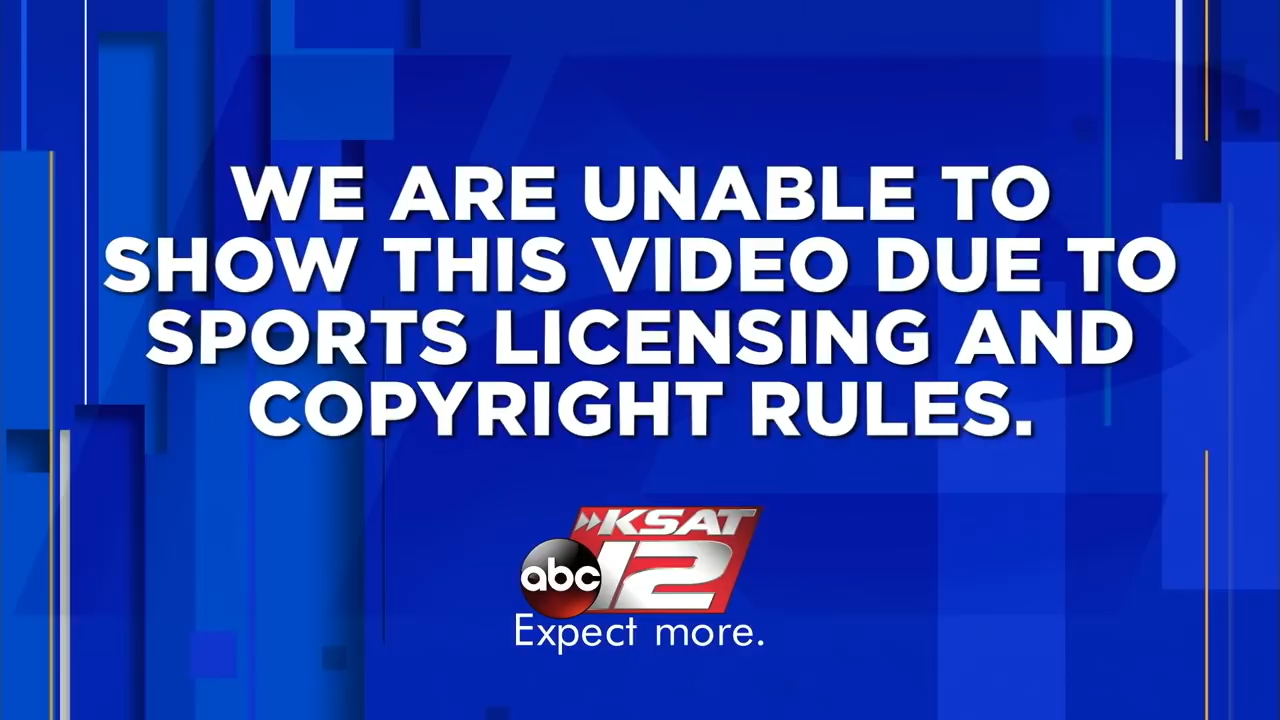 WE ARE UNABLE TO
SHOW THIS VIDEO DUE TO
SPORTS LICENSING AND
COPYRIGHT RULES.
KSAT
abc 12
Expect more.